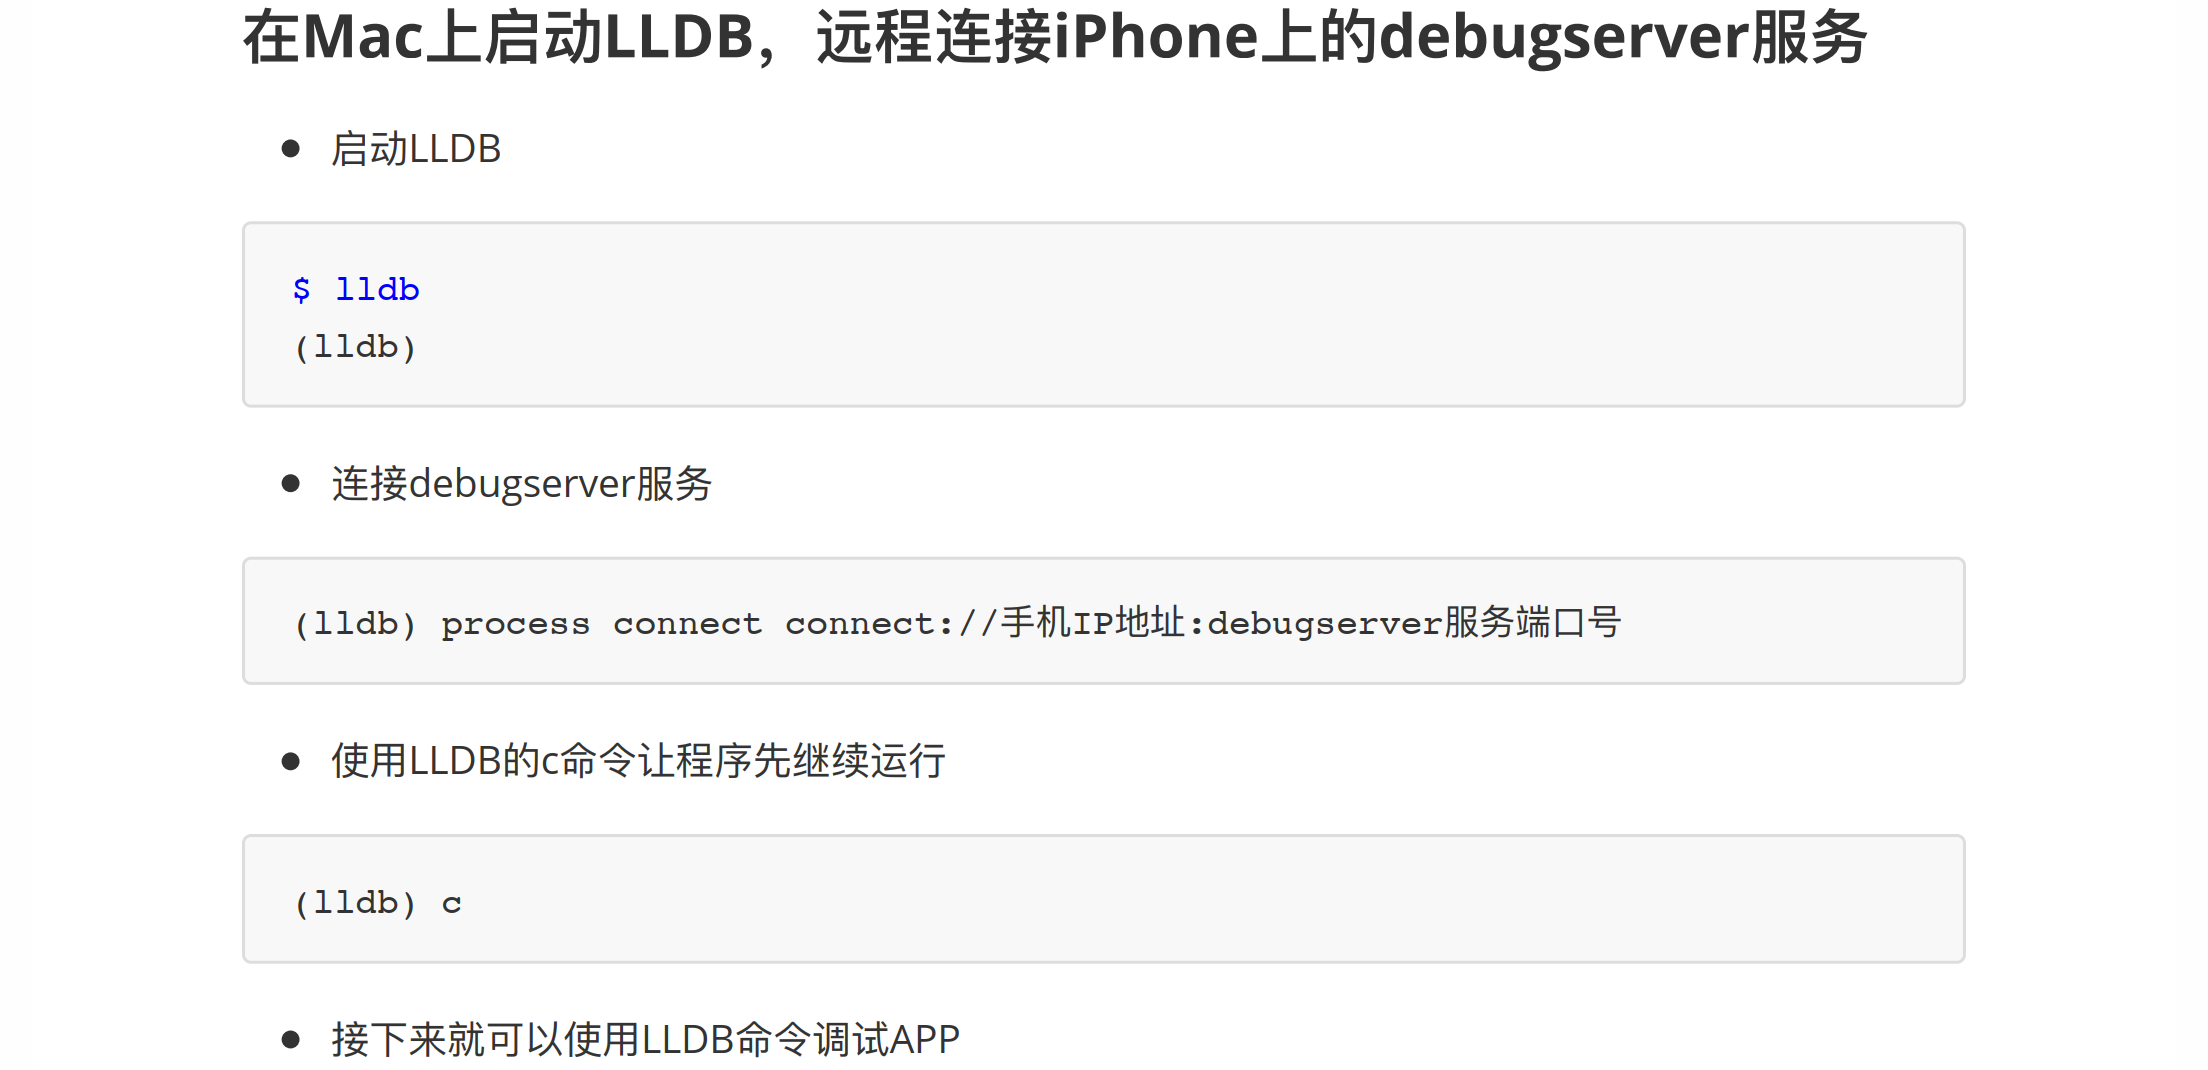 在Mac上启动LLDB，远程连接iPhone上的debugserver服务
● 启动LLDB
$ lldb
(lldb)
● 连接debugserver服务
(lldb) process connect connect://手机IP地址:debugserver服务端口号
● 使用LLDB的c命令让程序先继续运行
(lldb) c
● 接下来就可以使用LLDB命令调试APP